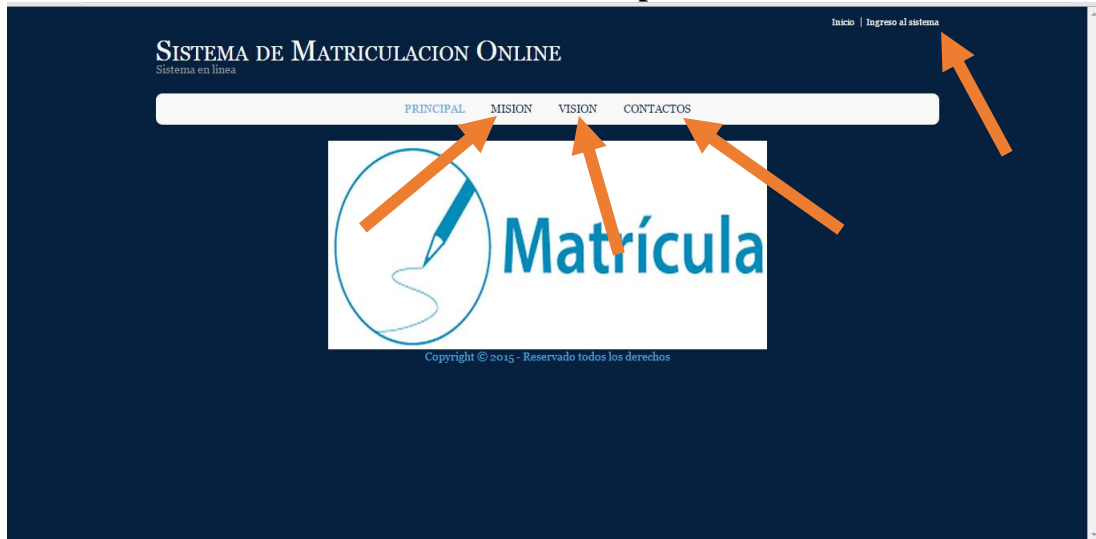 Inicio | Ingreso al sistema
SISTEMA DE MATRICULACION ONLINE
Sistema en linea
PRINCIPAL MISION VISION CONTACTOS
Matrícula
Copyright © 2015 - Reservado todos los derechos